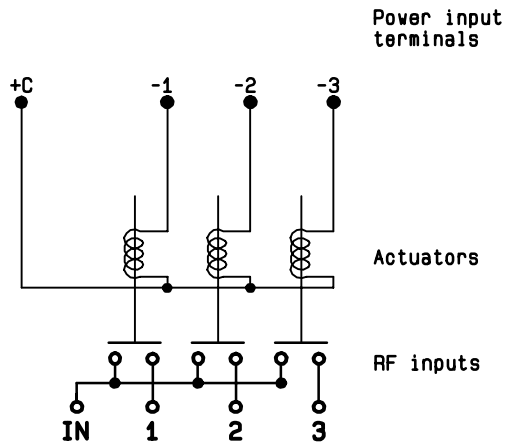 Power input
terminals
+C -1 -2 -3
Actuators
RF inputs
IN 1 2 3